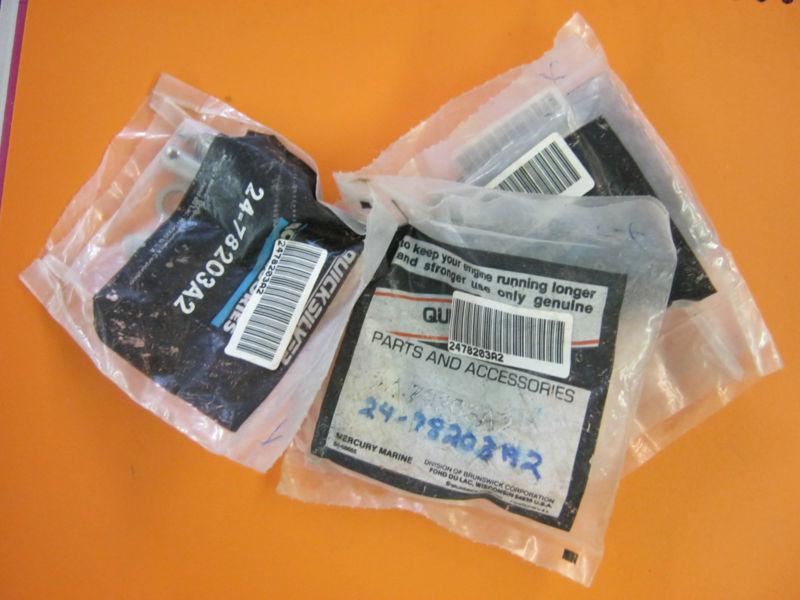 24-78203A2
QUICKSILVER
2478203A2
to keep your engine running longer
and stronger use only genuine
QU
2478203A2
PARTS AND ACCESSORIES
24-78203A2
MERCURY MARINE
DIVISION OF BRUNSWICK CORPORATION
FOND DU LAC, WISCONSIN 54935 U.S.A.